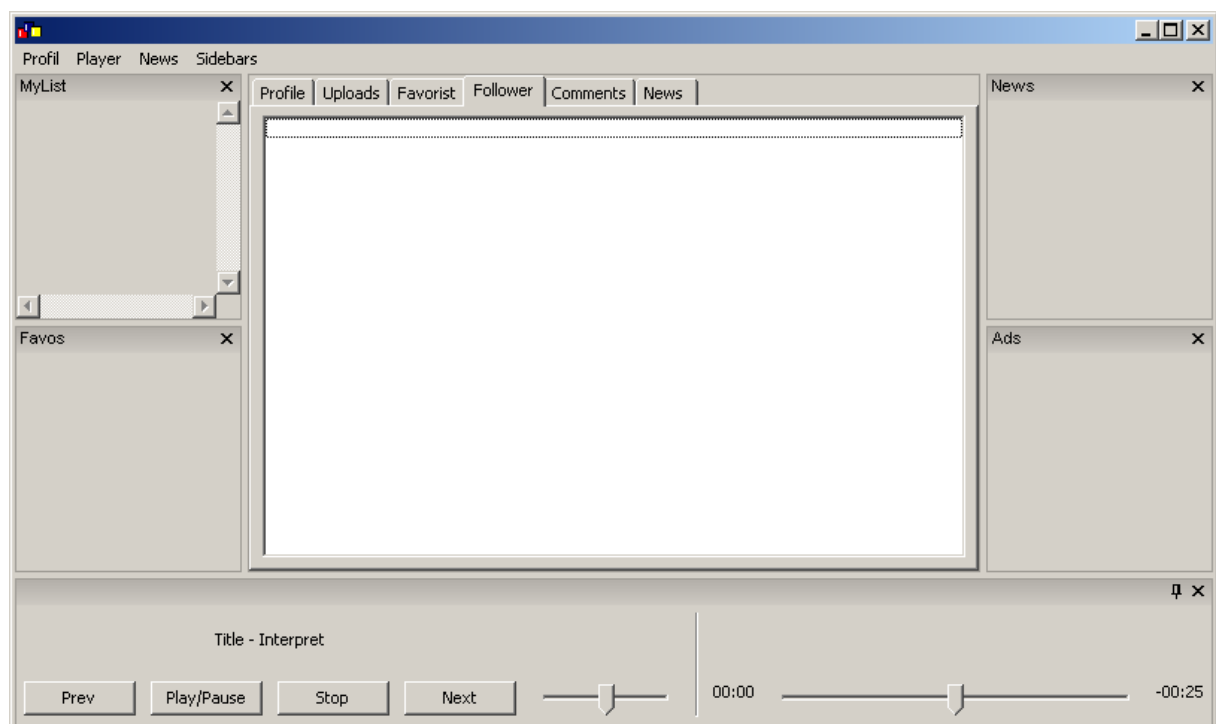 Profil Player News Sidebars
MyList
Profile Uploads Favorist Follower Comments News
News
Favos
Ads
Title - Interpret
Prev Play/Pause Stop Next 00:00 -00:25